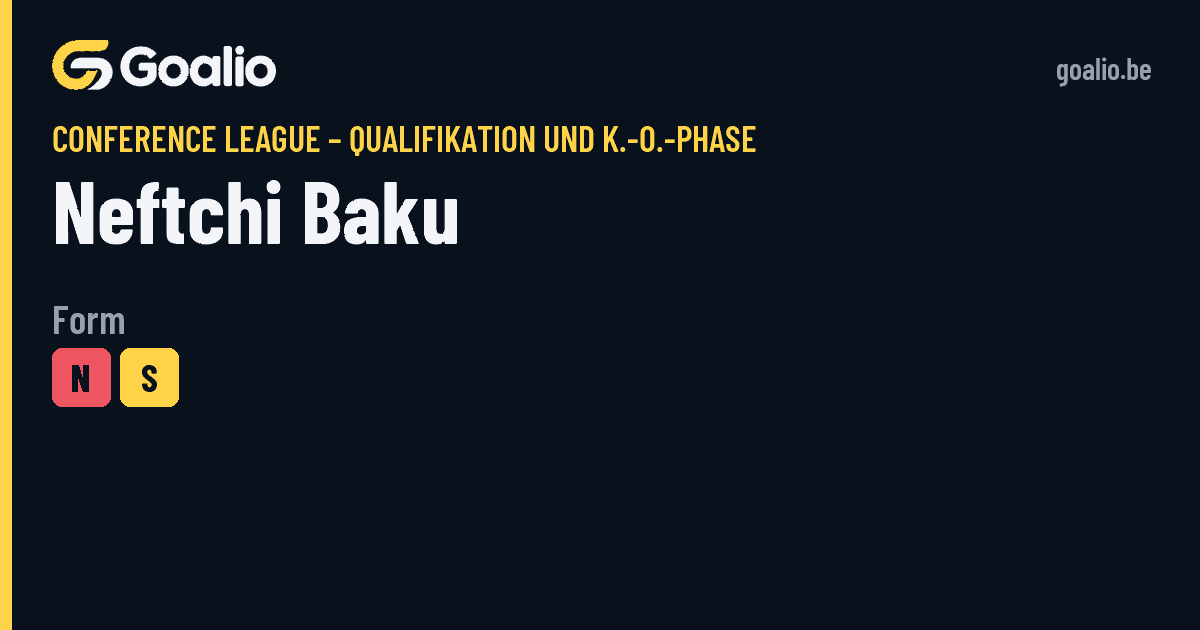 Goalio
goalio.be
CONFERENCE LEAGUE – QUALIFIKATION UND K.-O.-PHASE
Neftchi Baku
Form
N S